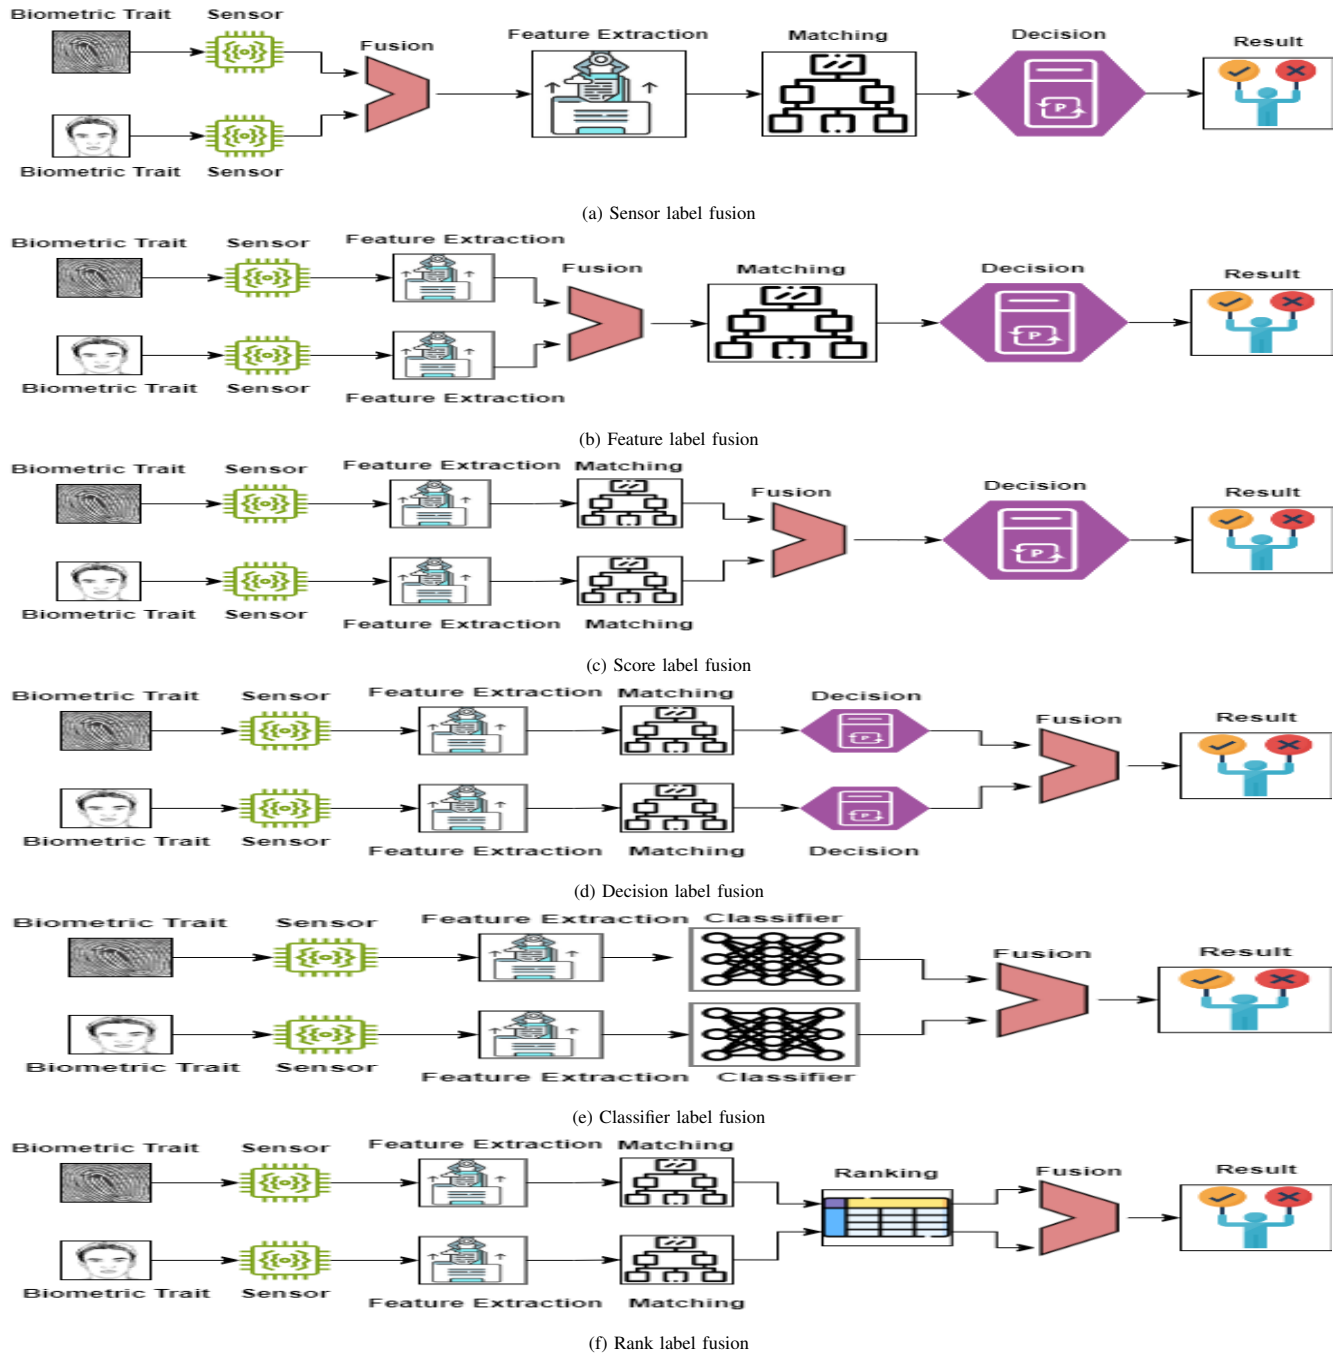 Biometric Trait Sensor Fusion Feature Extraction Matching Decision Result
Biometric Trait Sensor
(a) Sensor label fusion
Biometric Trait Sensor Feature Extraction Fusion Matching Decision Result
Biometric Trait Sensor Feature Extraction
(b) Feature label fusion
Biometric Trait Sensor Feature Extraction Matching Fusion Decision Result
Biometric Trait Sensor Feature Extraction Matching
(c) Score label fusion
Biometric Trait Sensor Feature Extraction Matching Decision Fusion Result
Biometric Trait Sensor Feature Extraction Matching Decision
(d) Decision label fusion
Biometric Trait Sensor Feature Extraction Classifier Fusion Result
Biometric Trait Sensor Feature Extraction Classifier
(e) Classifier label fusion
Biometric Trait Sensor Feature Extraction Matching Ranking Fusion Result
Biometric Trait Sensor Feature Extraction Matching
(f) Rank label fusion